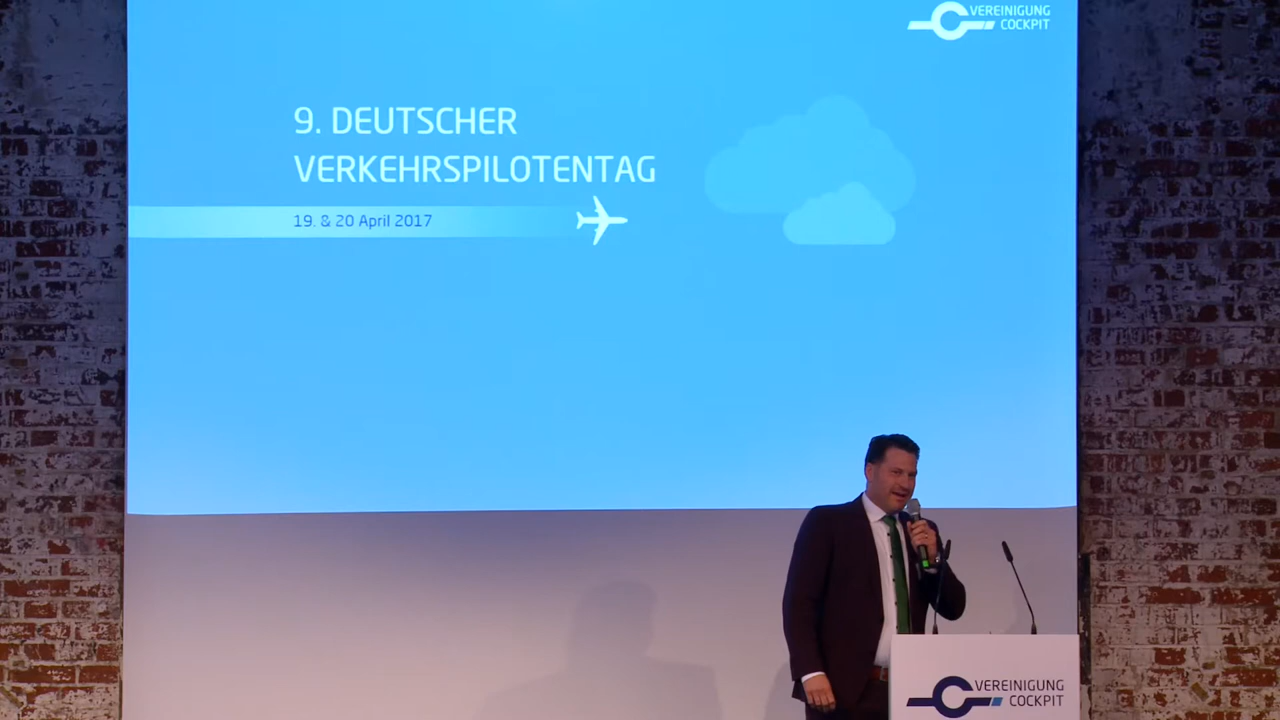 VEREINIGUNG
COCKPIT
9. DEUTSCHER
VERKEHRSPILOTENTAG
19. & 20 April 2017
VEREINIGUNG
COCKPIT